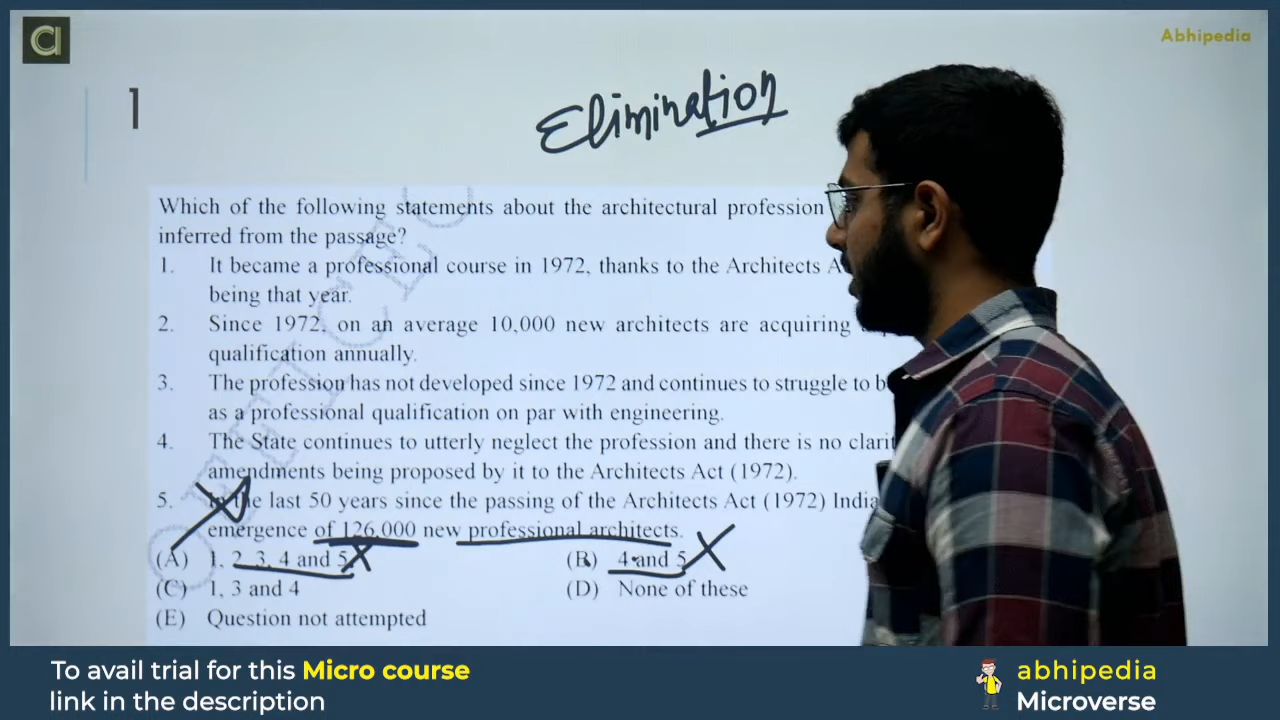 Abhipedia
1
Elimination
Which of the following statements about the architectural profession
inferred from the passage?
1. It became a professional course in 1972, thanks to the Architects
being that year.
2. Since 1972, on an average 10,000 new architects are acquiring
qualification annually.
3. The profession has not developed since 1972 and continues to struggle to
as a professional qualification on par with engineering.
4. The State continues to utterly neglect the profession and there is no
amendments being proposed by it to the Architects Act (1972).
5. the last 50 years since the passing of the Architects Act (1972) India
emergence of 126,000 new professional architects.
(A) 1, 2, 3, 4 and 5 (B) 4 and 5
(C) 1, 3 and 4 (D) None of these
(E) Question not attempted
To avail trial for this Micro course
link in the description
abhipedia
Microverse